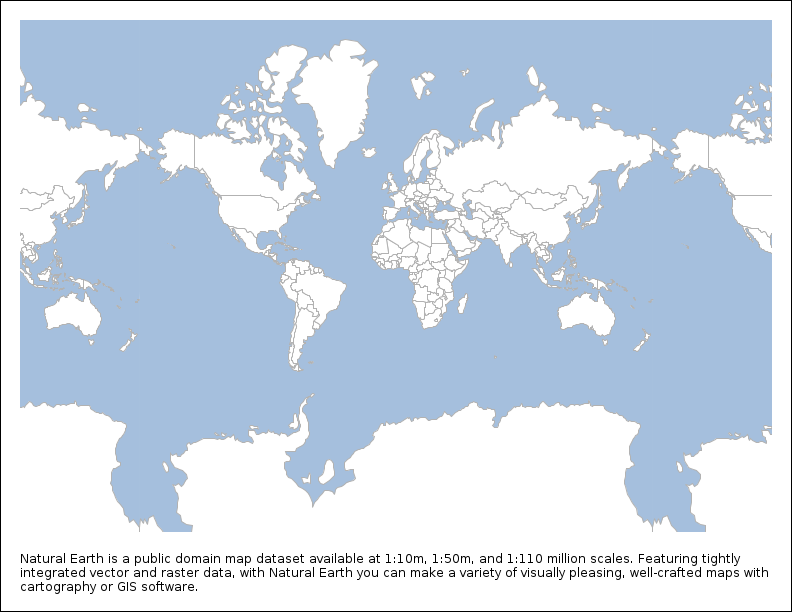 Natural Earth is a public domain map dataset available at 1:10m, 1:50m, and 1:110 million scales. Featuring tightly
integrated vector and raster data, with Natural Earth you can make a variety of visually pleasing, well-crafted maps with
cartography or GIS software.